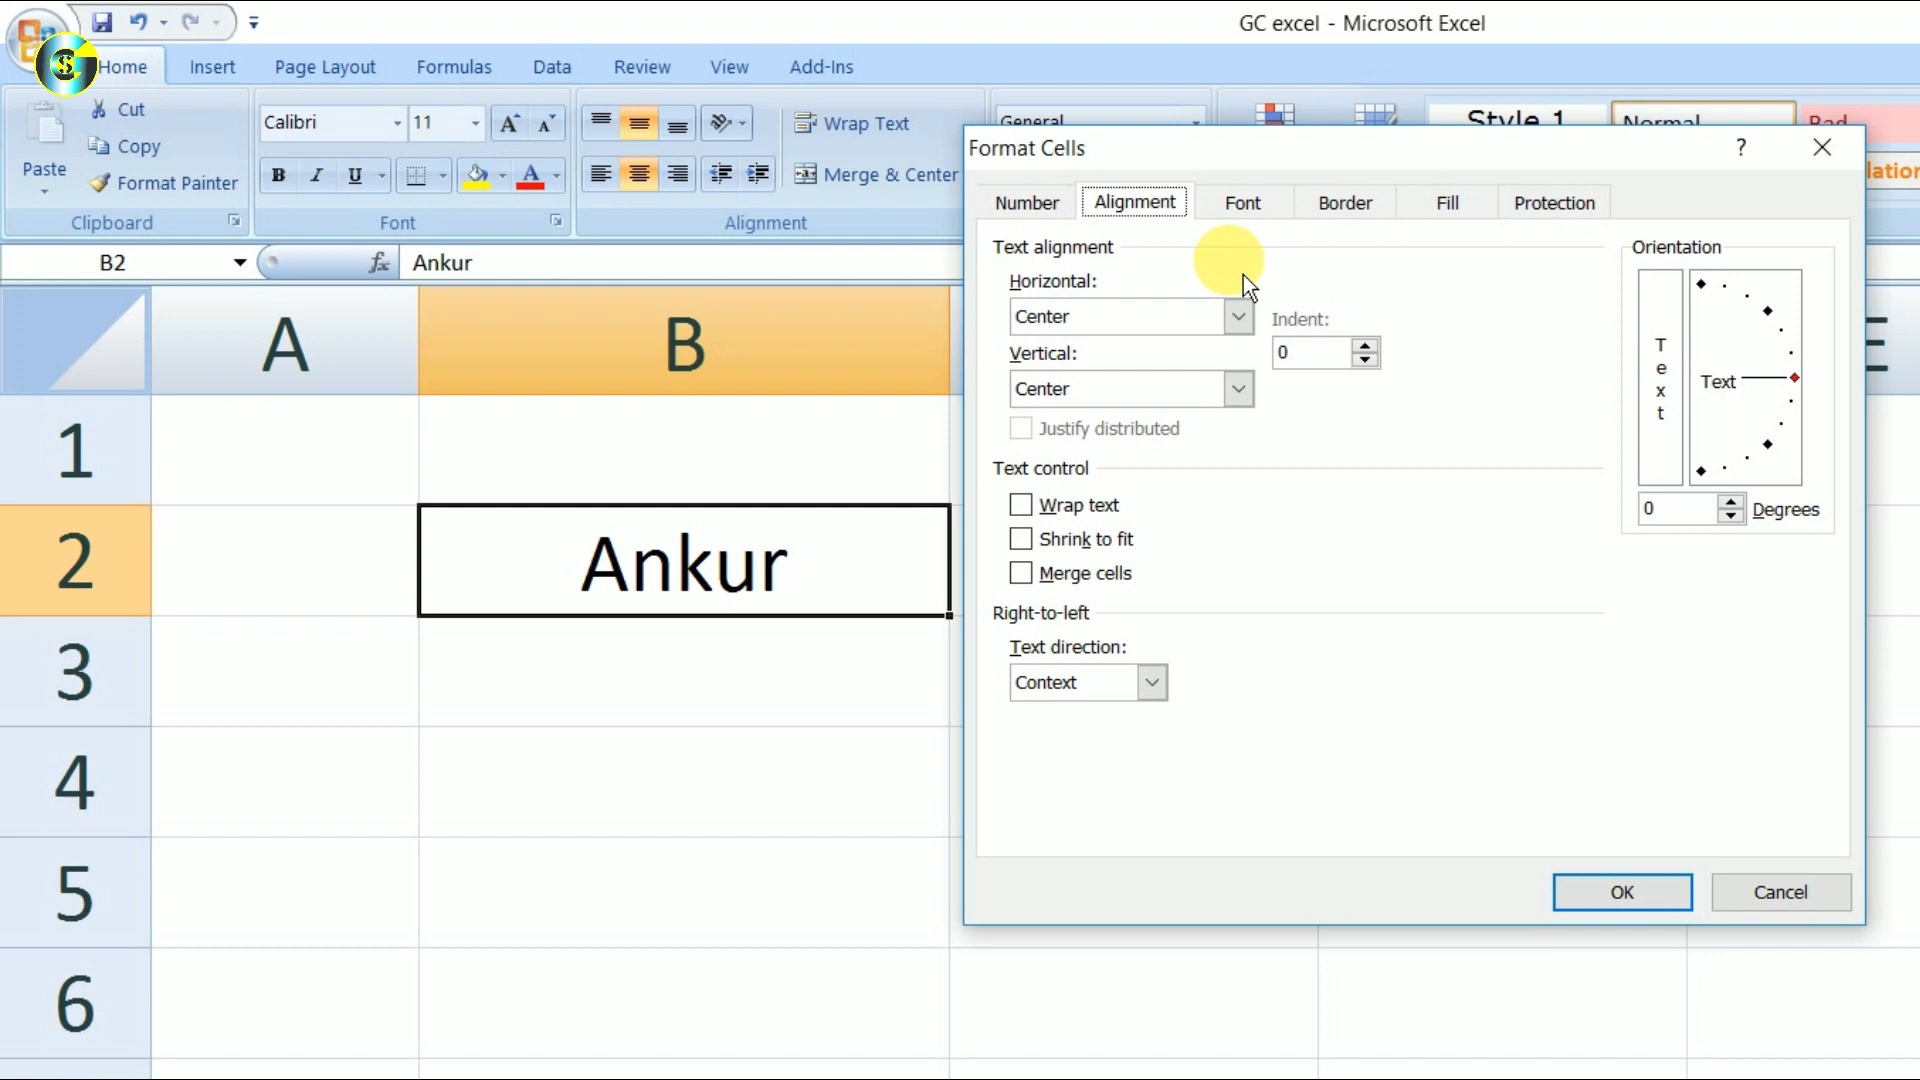 GC excel - Microsoft Excel
Home Insert Page Layout Formulas Data Review View Add-Ins
Paste
Cut
Copy
Format Painter
Clipboard
Calibri 11
B I U A
Font
Wrap Text
Merge & Center
Alignment
General
Style 1 Normal Bad
lation
B2 fx Ankur
A B E
1
2 Ankur
3
4
5
6
Format Cells ?
Number Alignment Font Border Fill Protection
Text alignment
Horizontal:
Center
Indent:
0
Vertical:
Center
Justify distributed
Text control
Wrap text
Shrink to fit
Merge cells
Right-to-left
Text direction:
Context
Orientation
Text
Text
0 Degrees
OK Cancel